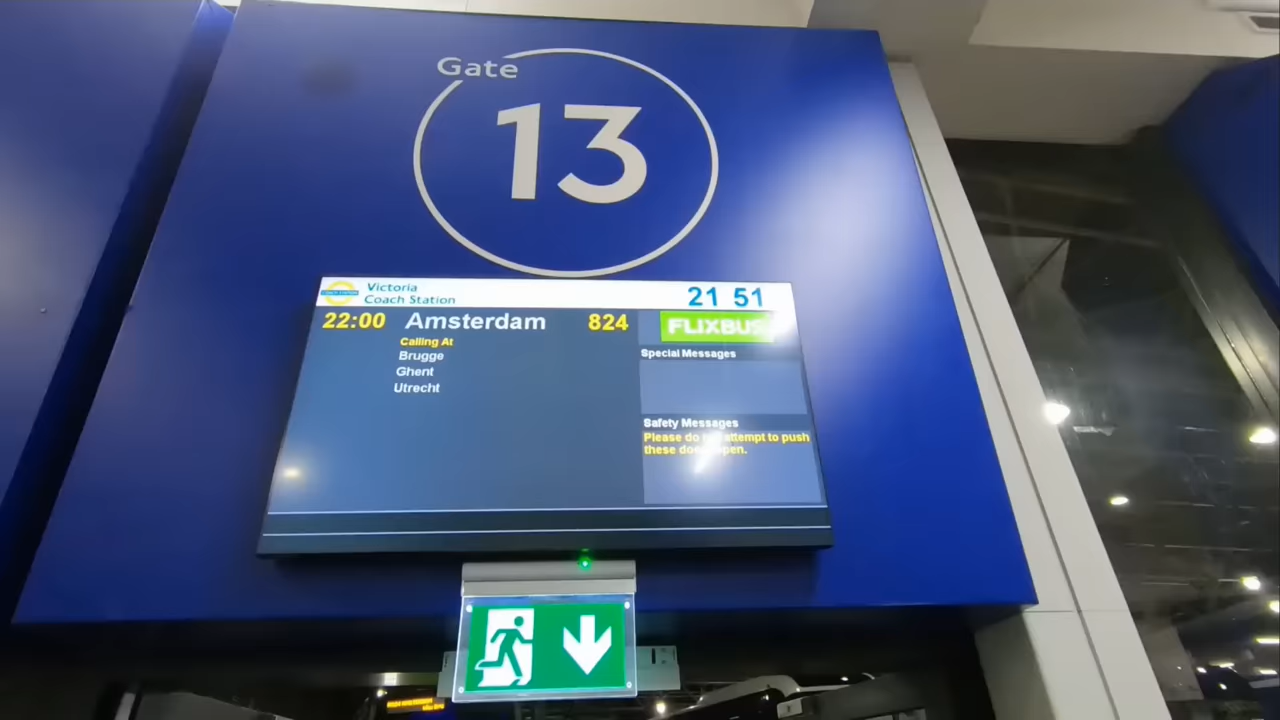 Gate
13
Victoria
Coach Station
21 51
22:00 Amsterdam 824 FLIXBUS
Calling At
Brugge
Ghent
Utrecht
Special Messages
Safety Messages
Please do attempt to push
these open.